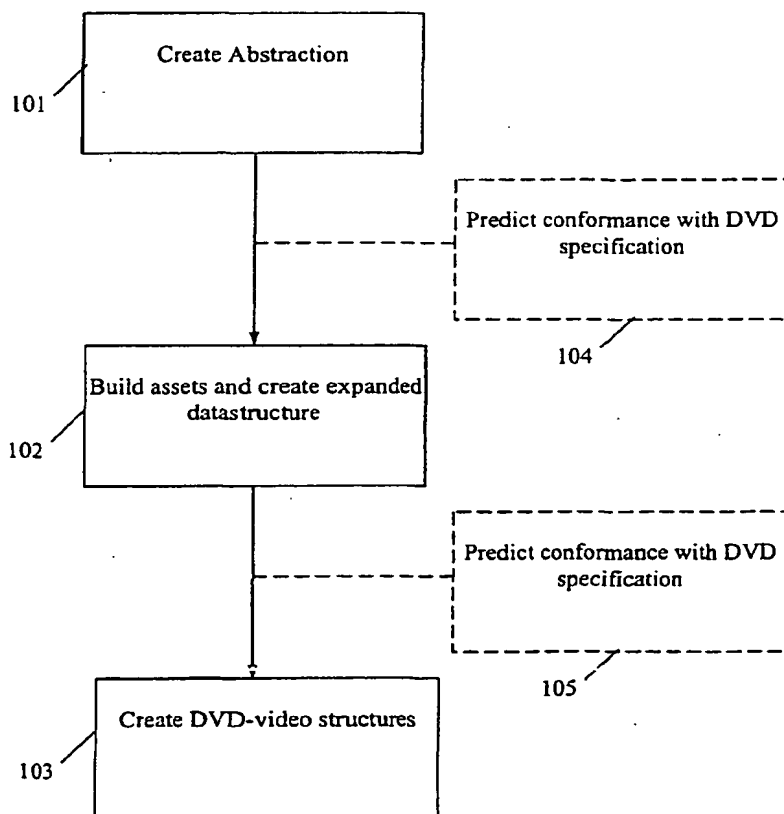 Create Abstraction
101
Predict conformance with DVD
specification
104
Build assets and create expanded
datastructure
102
Predict conformance with DVD
specification
105
Create DVD-video structures
103